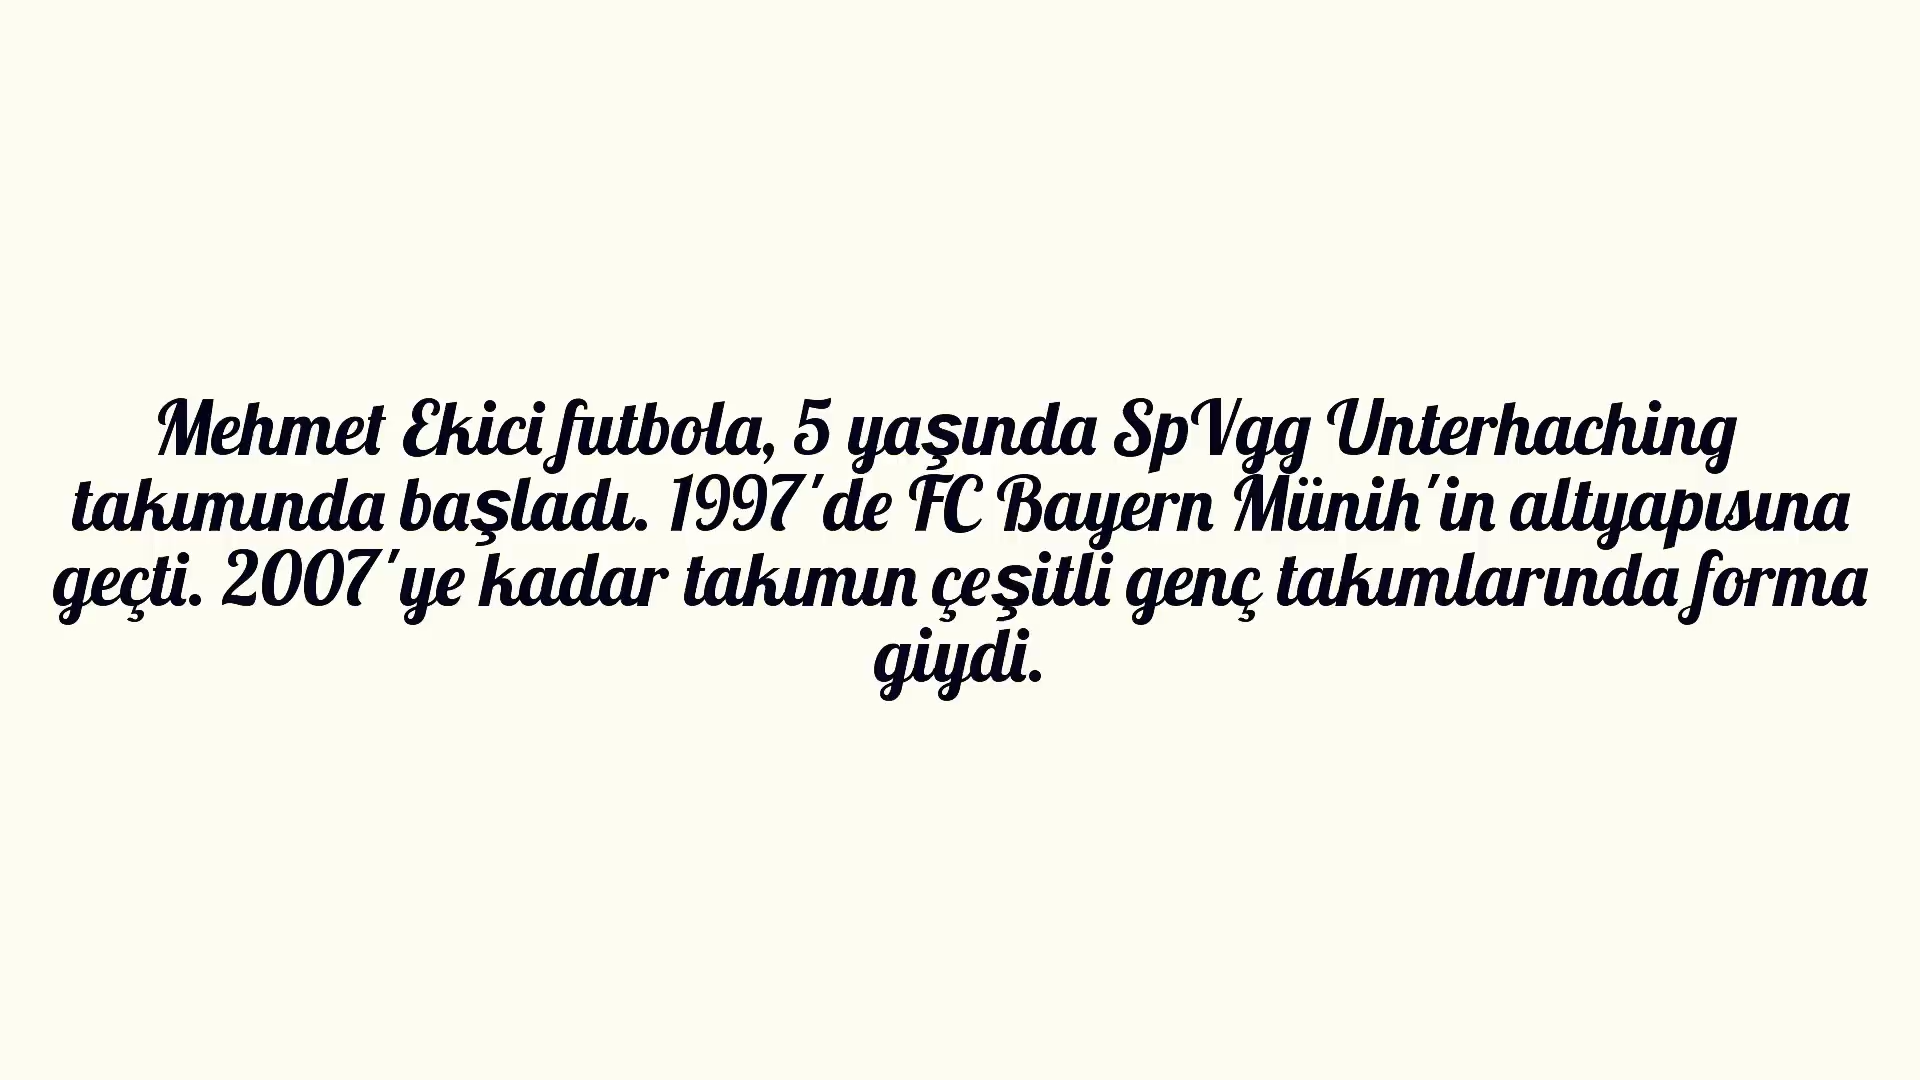 Mehmet Ekici futbola, 5 yaşında SpVgg Unterhaching
takımında başladı. 1997'de FC Bayern Münih'in altyapısına
geçti. 2007'ye kadar takımın çeşitli genç takımlarında forma
giydi.